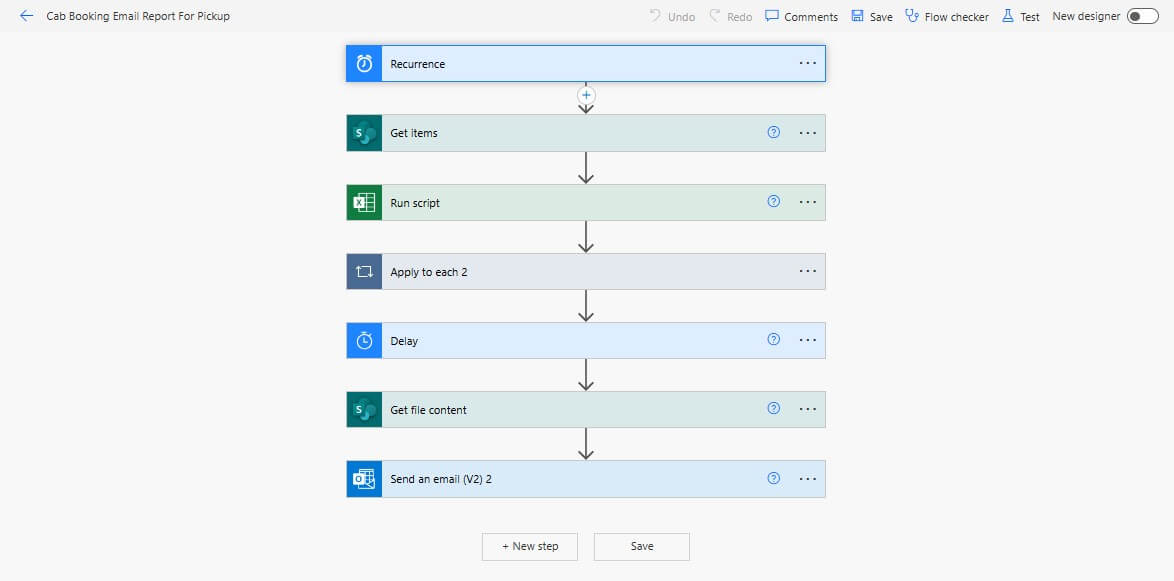 Cab Booking Email Report For Pickup
Undo Redo Comments Save Flow checker Test New designer
Recurrence
Get items
Run script
Apply to each 2
Delay
Get file content
Send an email (V2) 2
+ New step Save